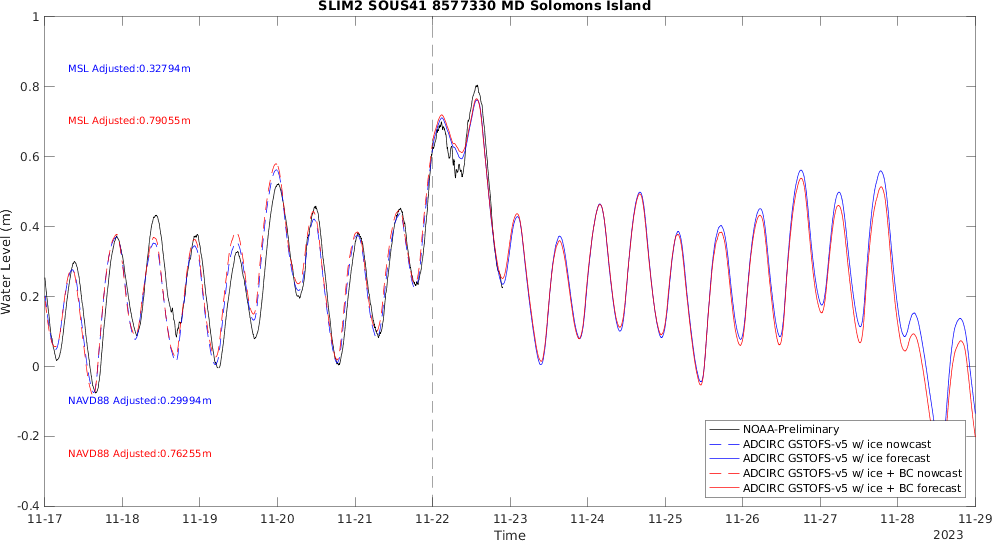 SLIM2 SOUS41 8577330 MD Solomons Island
1
0.8
0.6
0.4
0.2
0
-0.2
-0.4
Water Level (m)
MSL Adjusted:0.32794m
MSL Adjusted:0.79055m
NAVD88 Adjusted:0.29994m
NAVD88 Adjusted:0.76255m
NOAA-Preliminary
ADCIRC GSTOFS-v5 w/ ice nowcast
ADCIRC GSTOFS-v5 w/ ice forecast
ADCIRC GSTOFS-v5 w/ ice + BC nowcast
ADCIRC GSTOFS-v5 w/ ice + BC forecast
11-17 11-18 11-19 11-20 11-21 11-22 11-23 11-24 11-25 11-26 11-27 11-28 11-29
Time
2023